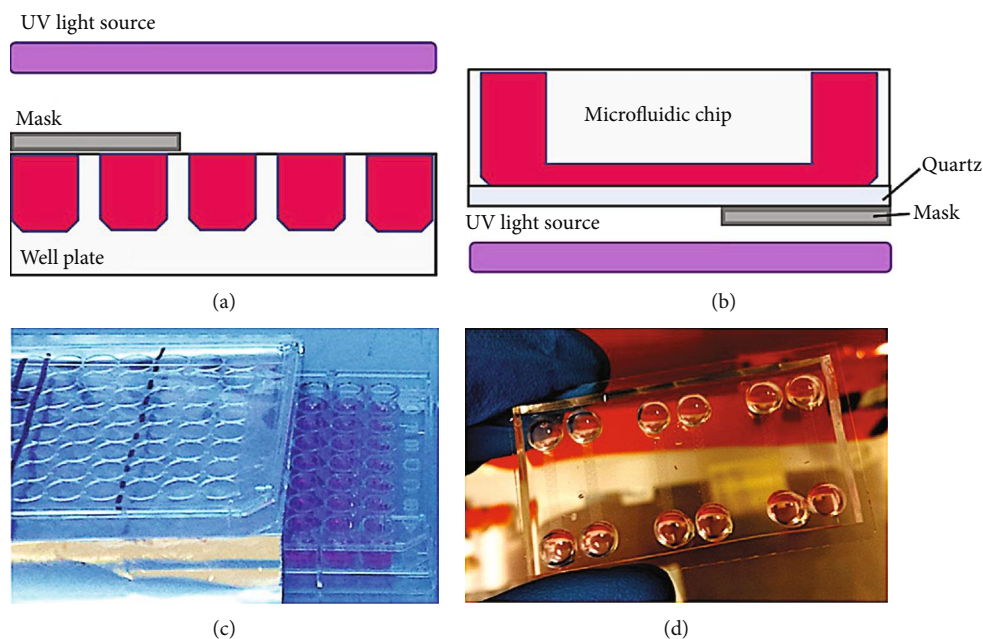 UV light source
Mask
Well plate
(a)
Microfluidic chip
Quartz
Mask
UV light source
(b)
(c)
(d)